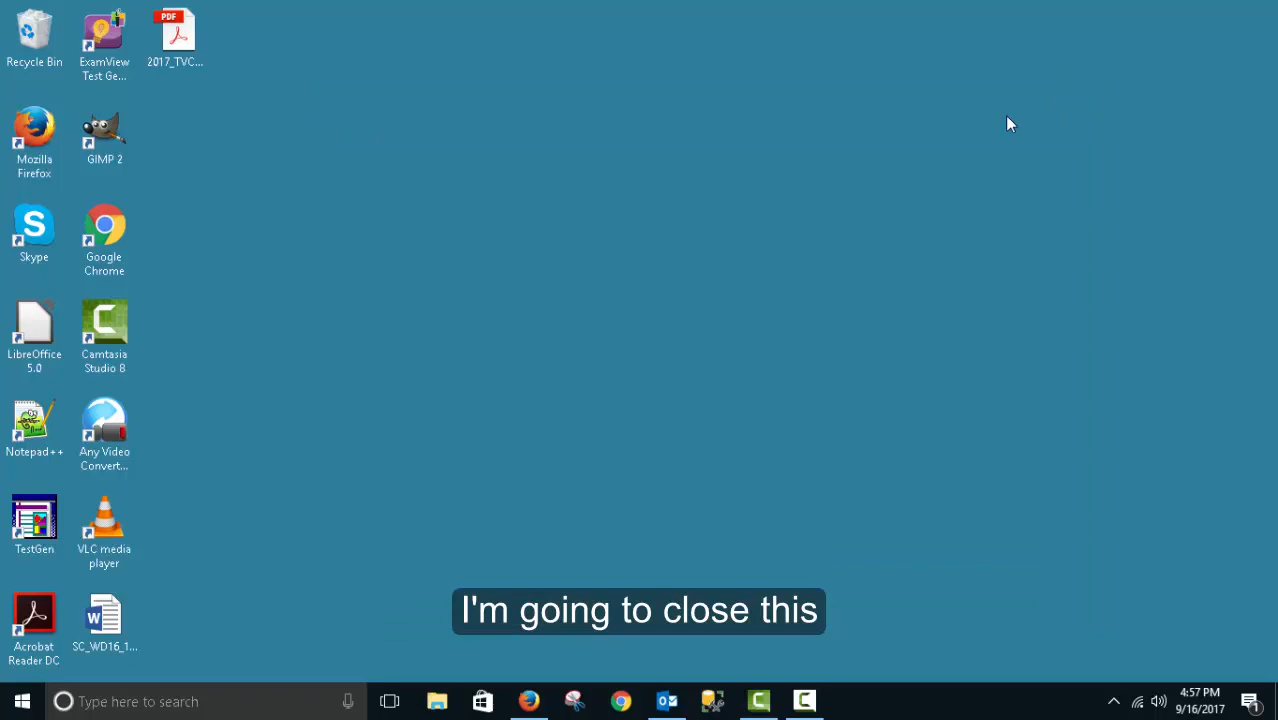 Recycle Bin
ExamView
Test Ge...
PDF
2017_TVC...
Mozilla
Firefox
GIMP 2
Skype
Google
Chrome
LibreOffice
5.0
Camtasia
Studio 8
Notepad++
Any Video
Convert...
TestGen
VLC media
player
Acrobat
Reader DC
SC_WD16_1...
I'm going to close this
Type here to search
4:57 PM
9/16/2017
1